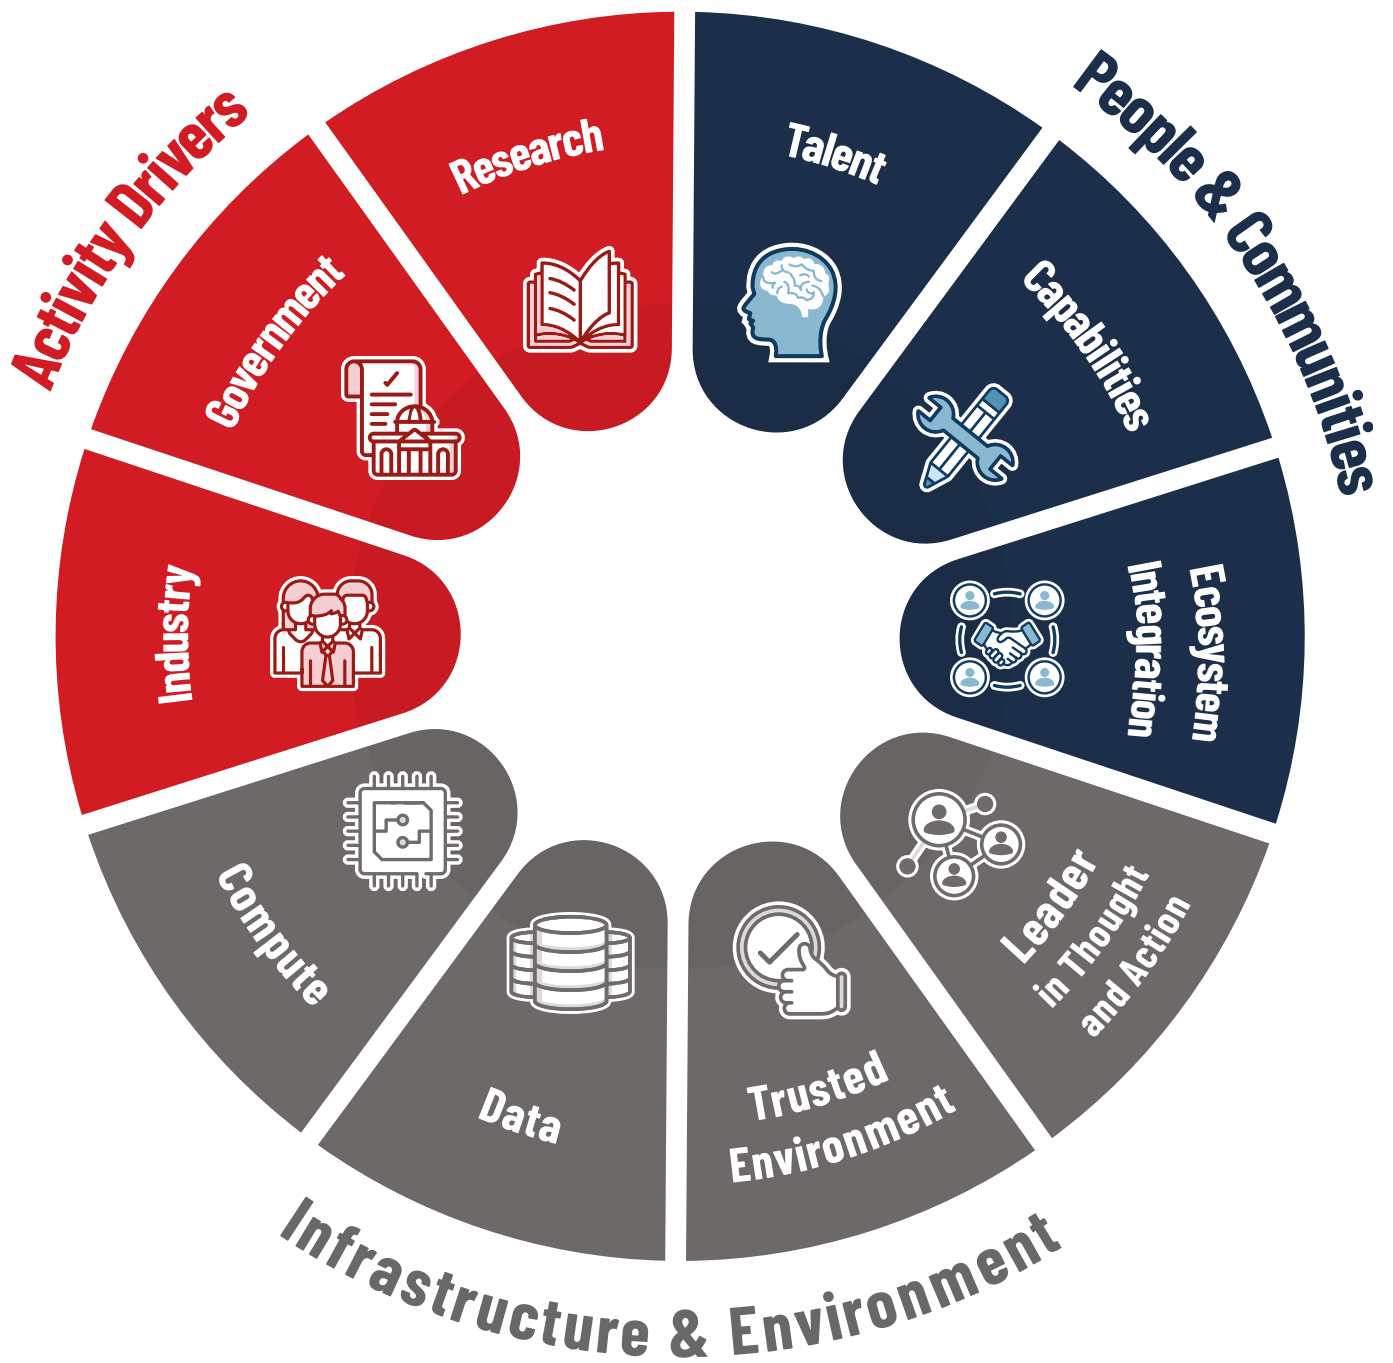 Activity Drivers
Research
Government
Industry
People & Communities
Talent
Capabilities
Ecosystem
Integration
Infrastructure & Environment
Leader
in Thought
and Action
Trusted
Environment
Data
Compute